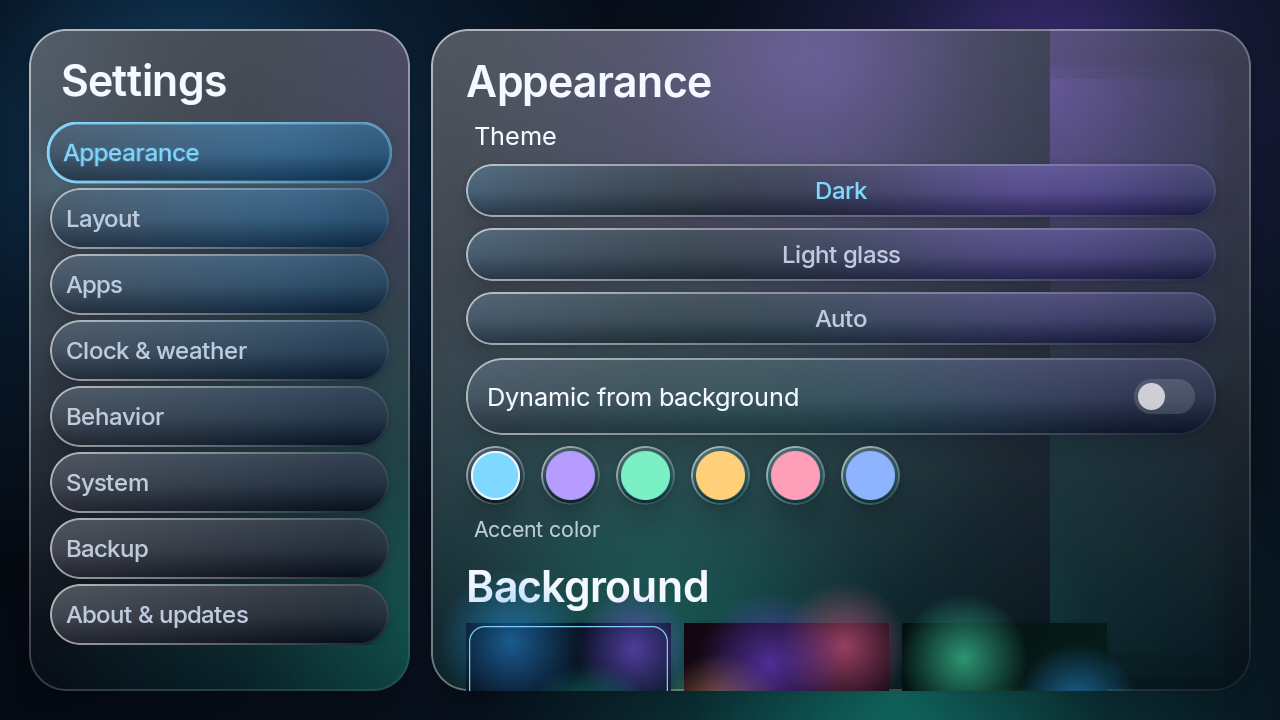 Settings
Appearance
Layout
Apps
Clock & weather
Behavior
System
Backup
About & updates
Appearance
Theme
Dark
Light glass
Auto
Dynamic from background
Accent color
Background